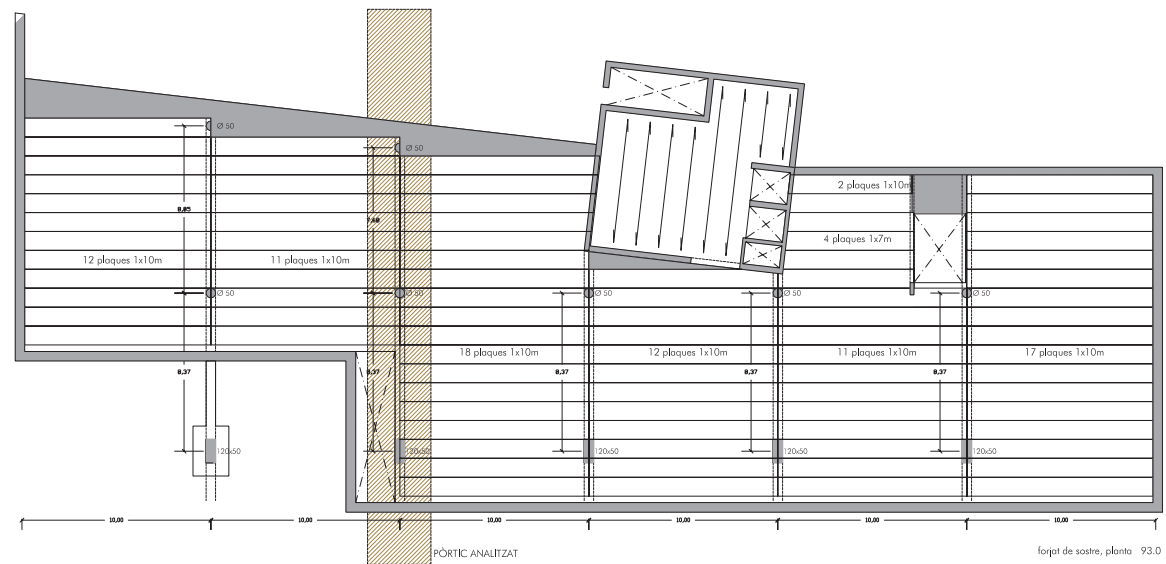 Ø 50
Ø 50
2 plaques 1x10m
8,05
7,60
4 plaques 1x7m
12 plaques 1x10m
11 plaques 1x10m
Ø 50
Ø 50
Ø 50
Ø 50
Ø 50
18 plaques 1x10m
12 plaques 1x10m
11 plaques 1x10m
17 plaques 1x10m
8,37
8,37
8,37
8,37
8,37
120x50
120x50
120x50
120x50
120x50
10,00
10,00
10,00
10,00
10,00
10,00
PÒRTIC ANALITZAT
forjat de sostre, planta 93.0